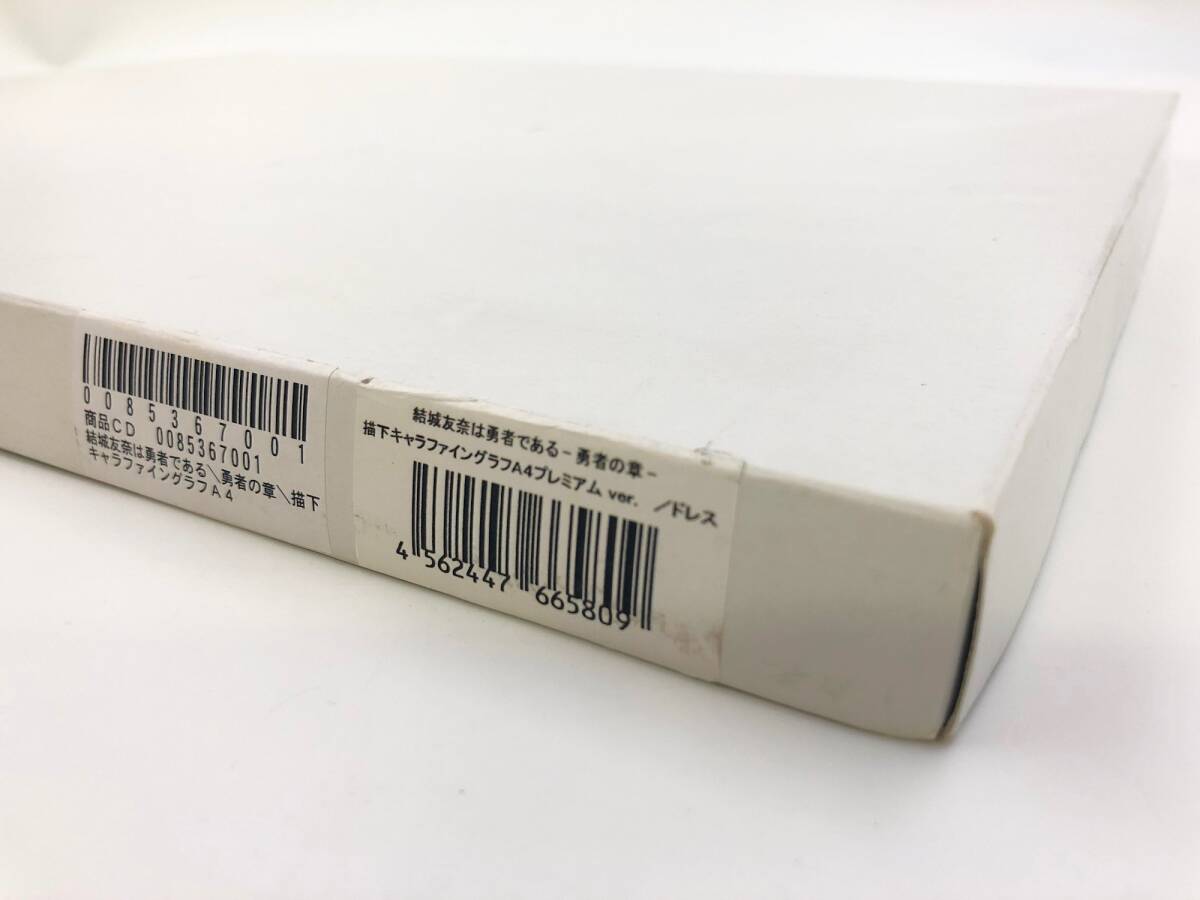 0085367001
商品CD 0085367001
結城友奈は勇者である＼勇者の章＼描下
キャラファイングラフA4
結城友奈は勇者である－勇者の章－
描下キャラファイングラフA4プレミアム ver. ／ドレス
4 562447 665809